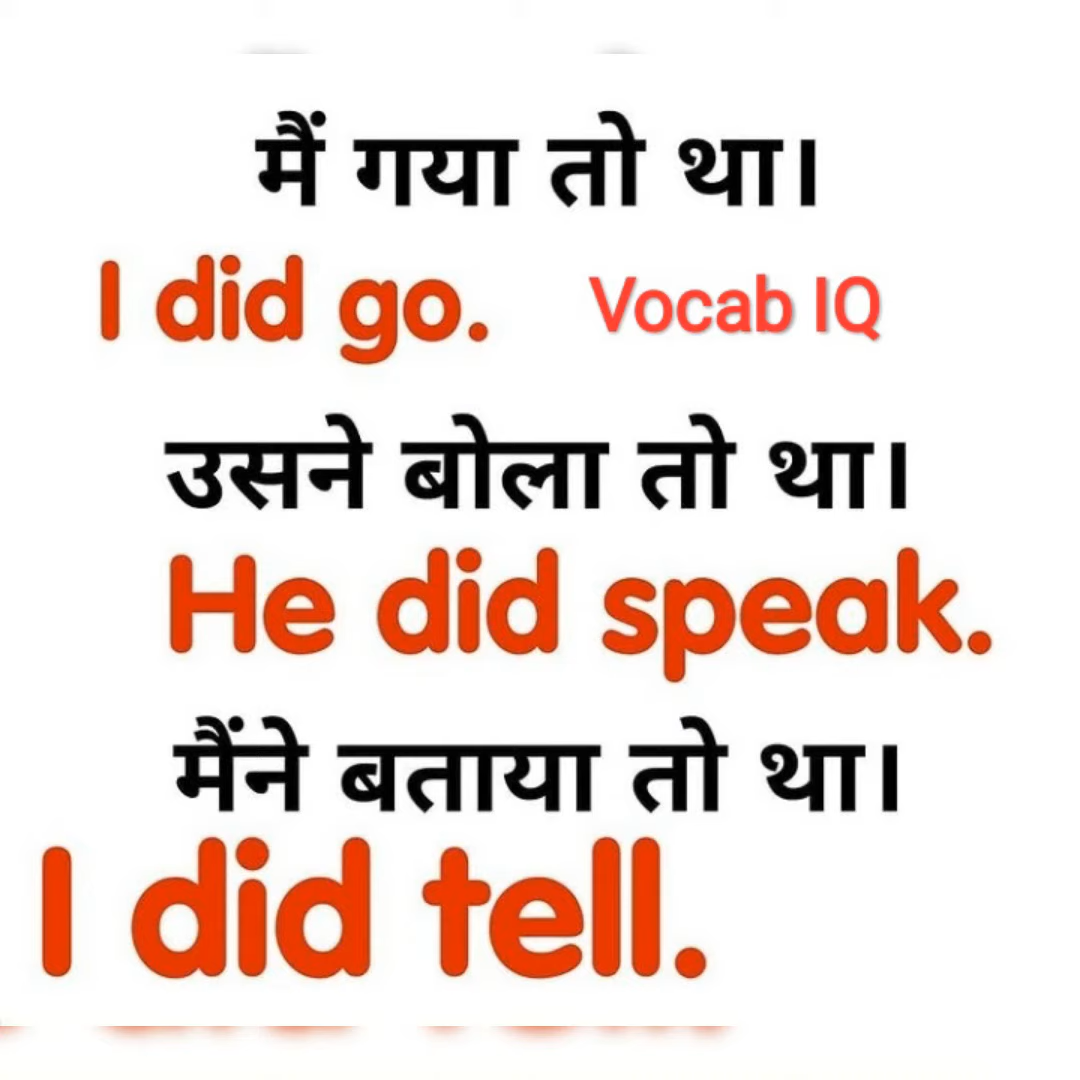 मैं गया तो था।
I did go. Vocab IQ
उसने बोला तो था।
He did speak.
मैंने बताया तो था।
I did tell.